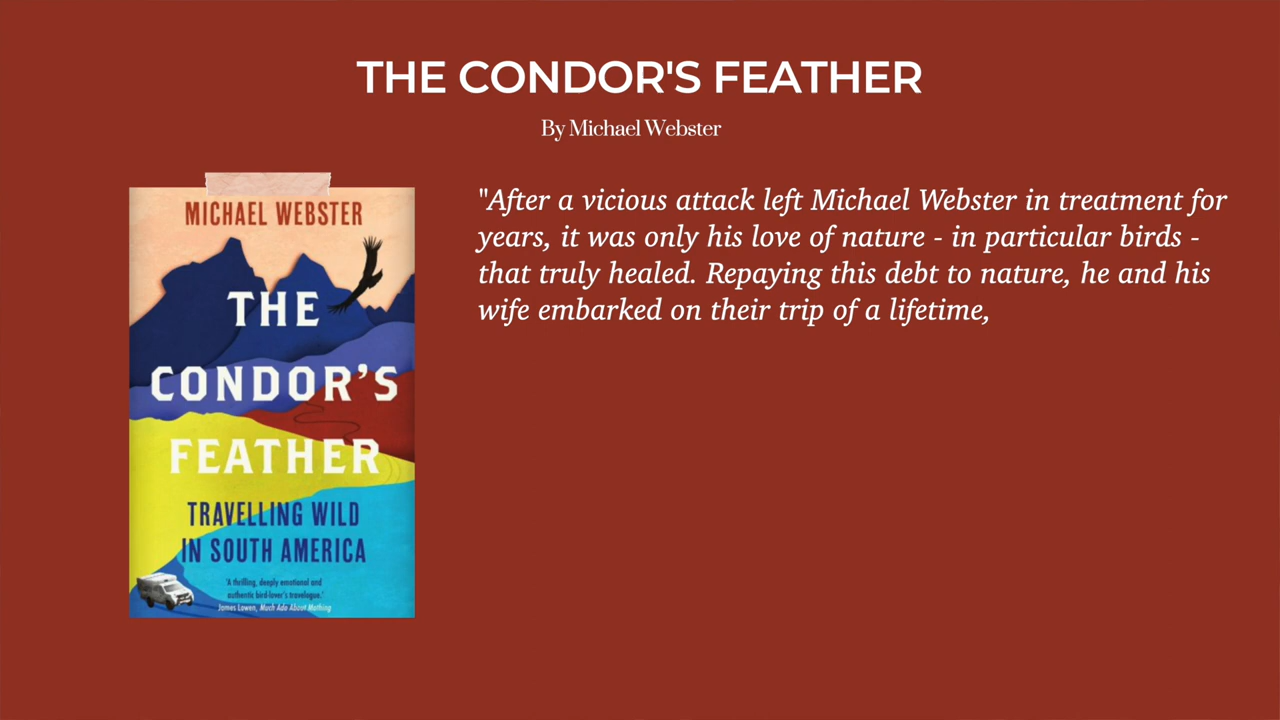 THE CONDOR'S FEATHER
By Michael Webster
MICHAEL WEBSTER
THE
CONDOR'S
FEATHER
TRAVELLING WILD
IN SOUTH AMERICA
'A thrilling, deeply emotional and
authentic bird-lover's travelogue.'
James Lowen, Much Ado About Mothing
"After a vicious attack left Michael Webster in treatment for
years, it was only his love of nature - in particular birds -
that truly healed. Repaying this debt to nature, he and his
wife embarked on their trip of a lifetime,